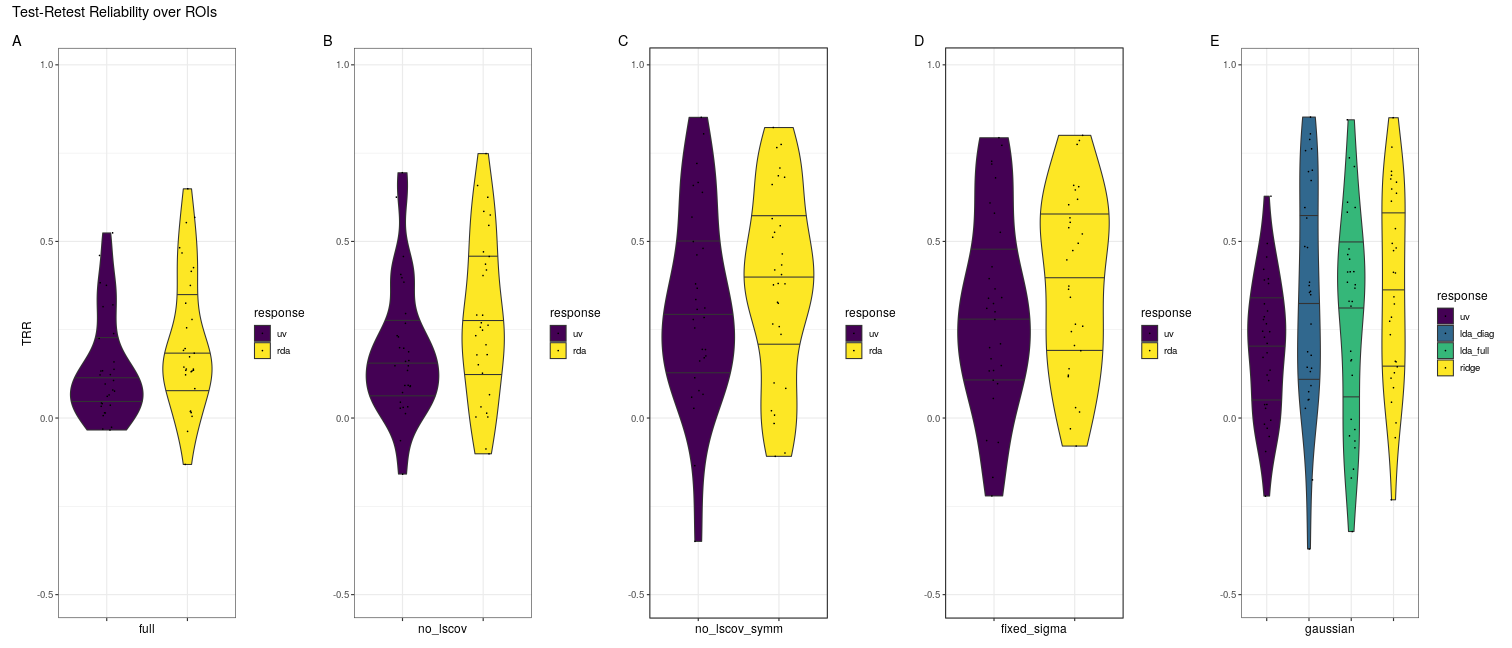 Test-Retest Reliability over ROIs
A
B
C
D
E
TRR
1.0
0.5
0.0
-0.5
full
response
uv
rda
1.0
0.5
0.0
-0.5
no_lscov
response
uv
rda
1.0
0.5
0.0
-0.5
no_lscov_symm
response
uv
rda
1.0
0.5
0.0
-0.5
fixed_sigma
response
uv
rda
1.0
0.5
0.0
-0.5
gaussian
response
uv
lda_diag
lda_full
ridge